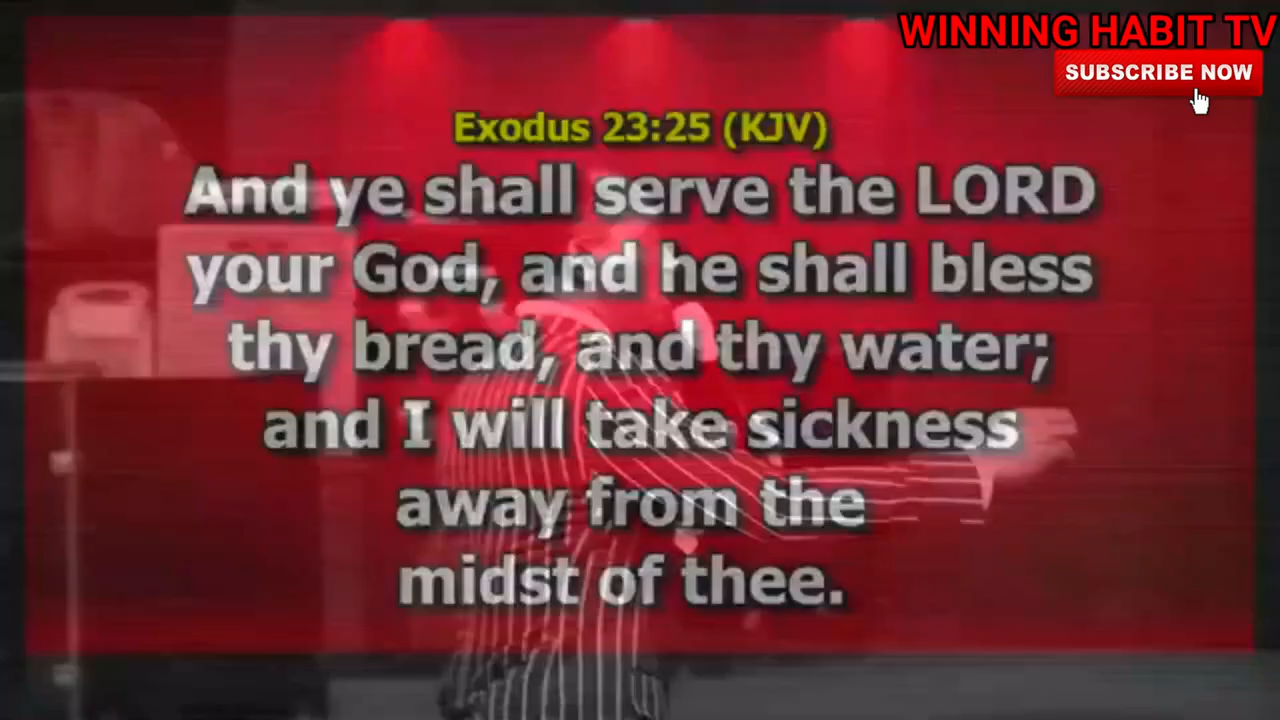 WINNING HABIT TV
SUBSCRIBE NOW
Exodus 23:25 (KJV)
And ye shall serve the LORD
your God, and he shall bless
thy bread, and thy water;
and I will take sickness
away from the
midst of thee.